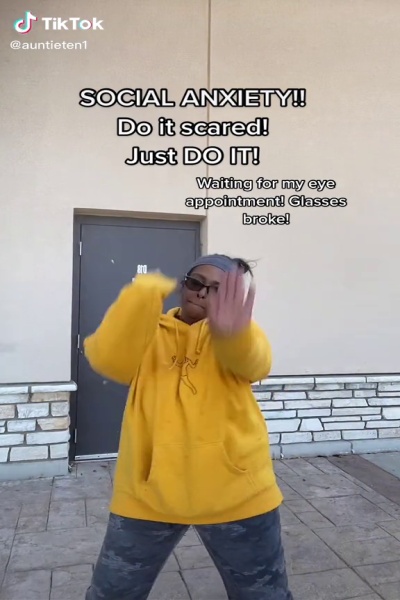 TikTok
@auntieten1
SOCIAL ANXIETY!!
Do it scared!
Just DO IT!
Waiting for my eye
appointment! Glasses
broke!